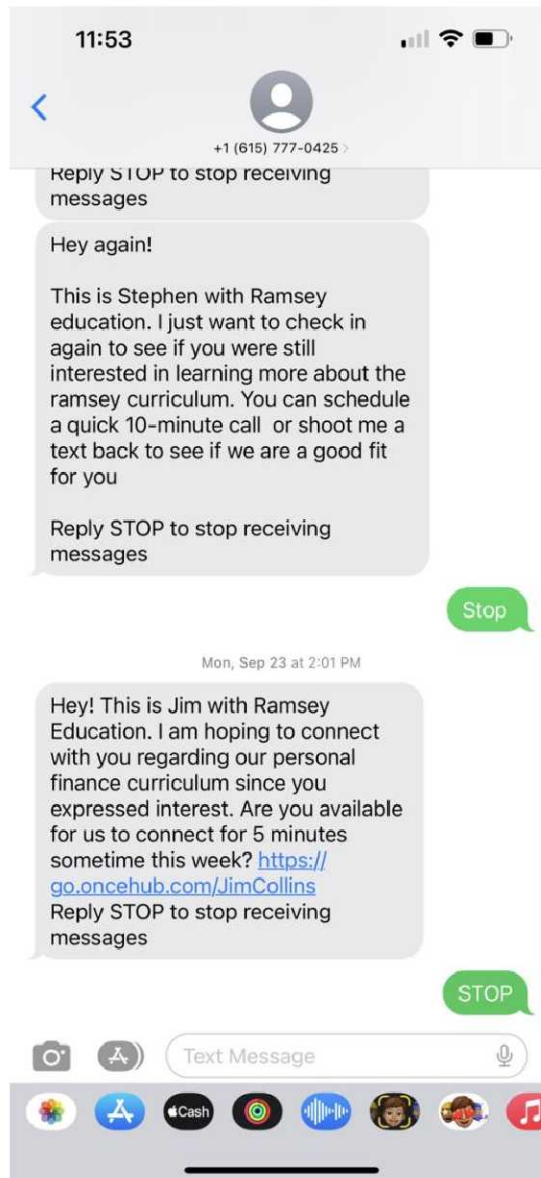 11:53
+1 (615) 777-0425 >
Reply STOP to stop receiving
messages
Hey again!
This is Stephen with Ramsey
education. I just want to check in
again to see if you were still
interested in learning more about the
ramsey curriculum. You can schedule
a quick 10-minute call  or shoot me a
text back to see if we are a good fit
for you
Reply STOP to stop receiving
messages
Stop
Mon, Sep 23 at 2:01 PM
Hey! This is Jim with Ramsey
Education. I am hoping to connect
with you regarding our personal
finance curriculum since you
expressed interest. Are you available
for us to connect for 5 minutes
sometime this week? https://
go.oncehub.com/JimCollins
Reply STOP to stop receiving
messages
STOP
Text Message
Cash